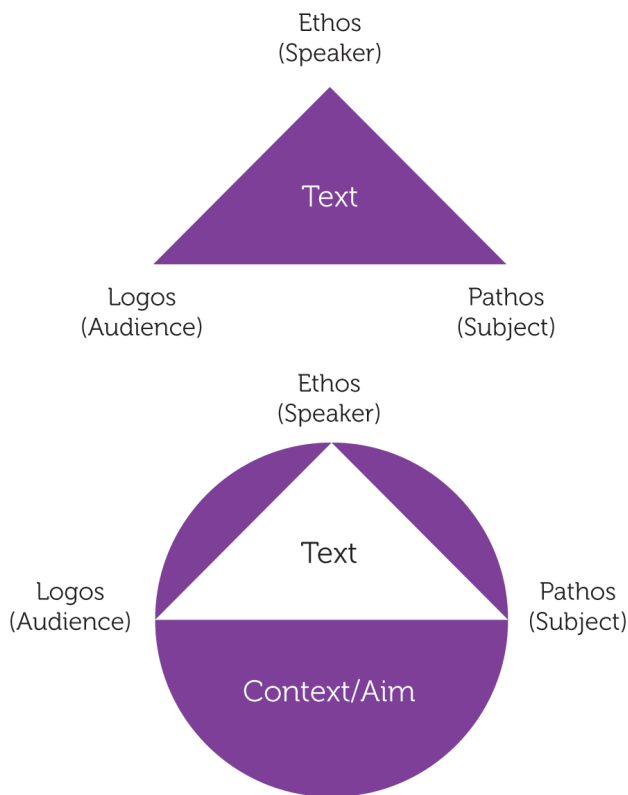 Ethos
(Speaker)
Text
Logos
(Audience)
Pathos
(Subject)
Ethos
(Speaker)
Text
Logos
(Audience)
Pathos
(Subject)
Context/Aim